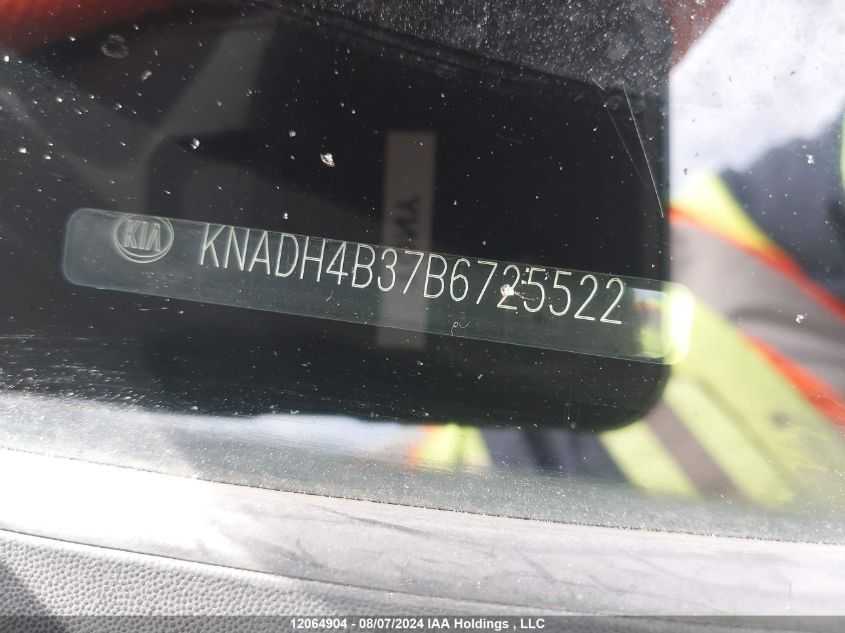 KIA KNADH4B37B6725522
12064904 - 08/07/2024 IAA Holdings , LLC